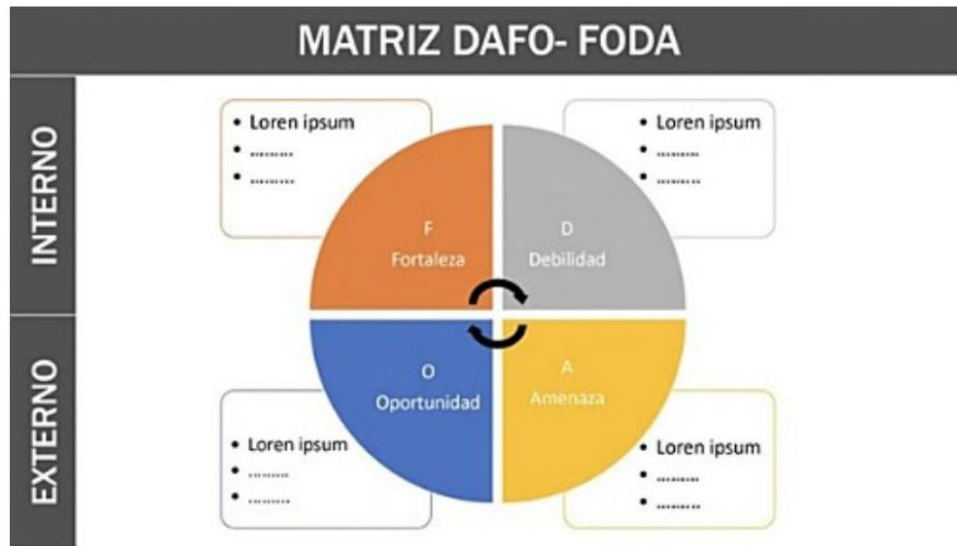 MATRIZ DAFO- FODA
INTERNO
• Loren ipsum
• .........
• .........
F
Fortaleza
D
Debilidad
• Loren ipsum
• .........
• .........
EXTERNO
O
Oportunidad
A
Amenaza
• Loren ipsum
• .........
• .........
• Loren ipsum
• .........
• .........